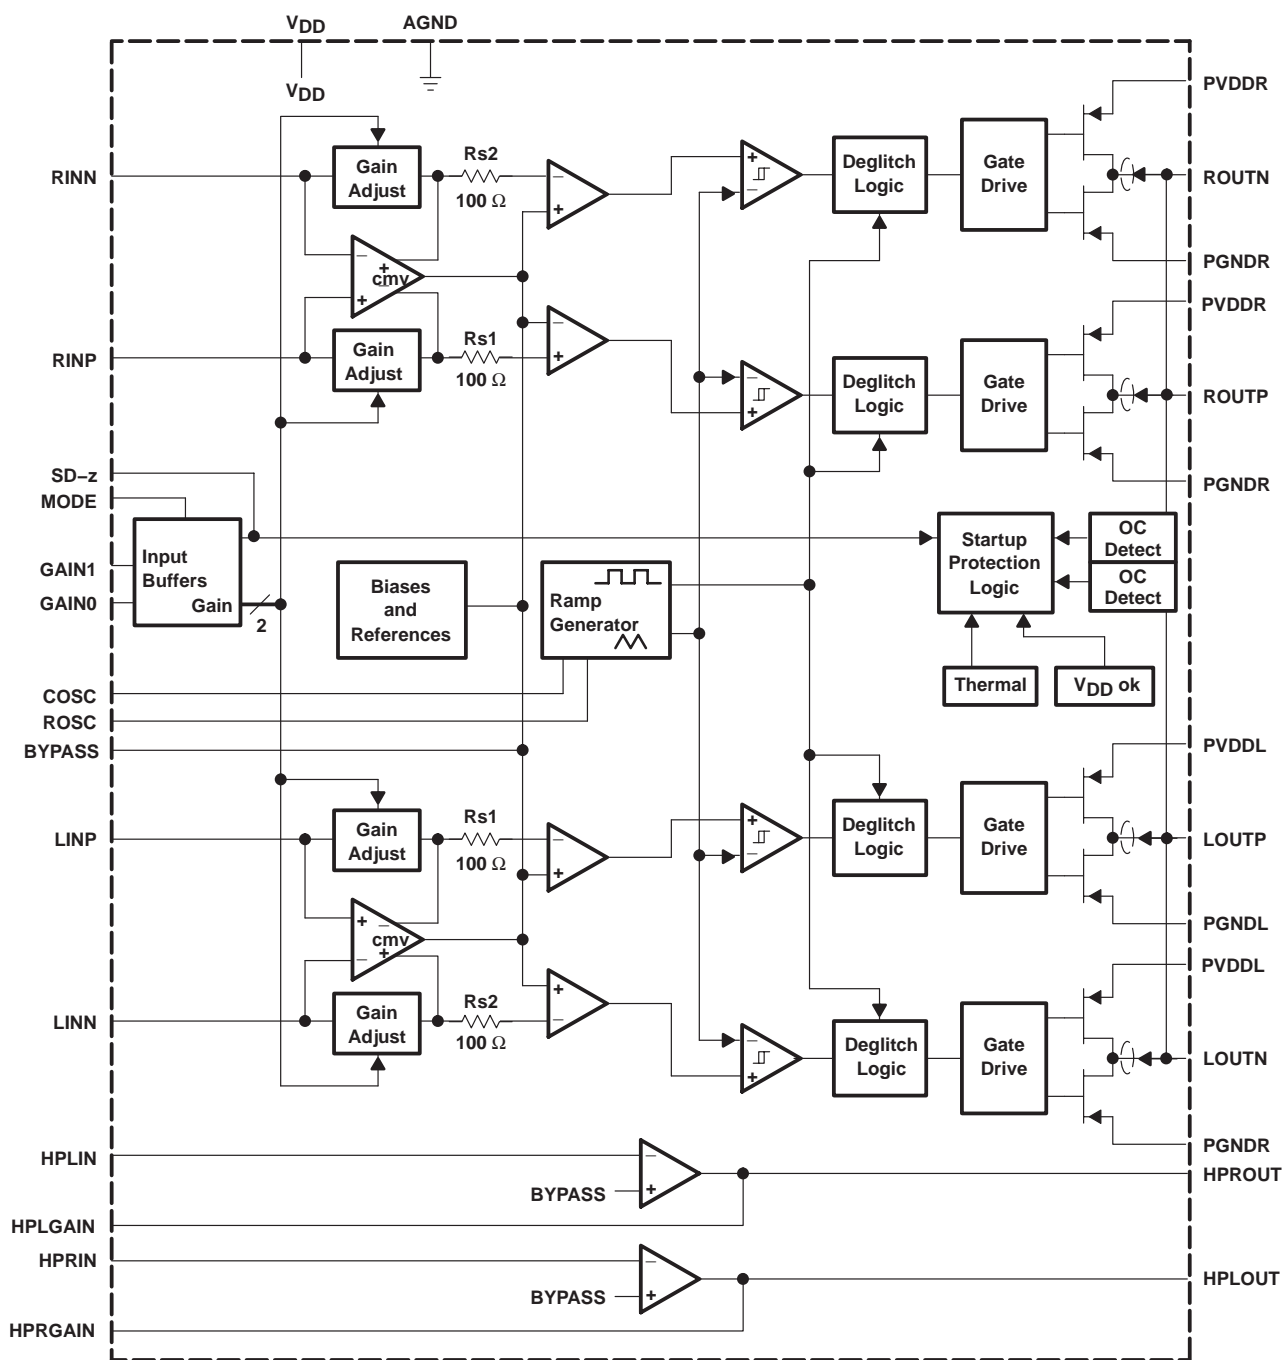 VDD AGND
VDD
PVDDR
Rs2
RINN
Gain
Adjust
100 Ω
− +
+ −
Deglitch
Logic
Gate
Drive
ROUTN
− +
cmv
+ −
PGNDR
PVDDR
Rs1
RINP
Gain
Adjust
100 Ω
− +
− +
Deglitch
Logic
Gate
Drive
ROUTP
SD−z
MODE
PGNDR
GAIN1
GAIN0
Input
Buffers
Gain
2
Biases
and
References
Ramp
Generator
Startup
Protection
Logic
OC
Detect
OC
Detect
Thermal
VDD ok
COSC
ROSC
BYPASS
PVDDL
Rs1
LINP
Gain
Adjust
100 Ω
− +
+ −
Deglitch
Logic
Gate
Drive
LOUTP
+ −
cmv
− +
PGNDL
PVDDL
Rs2
LINN
Gain
Adjust
100 Ω
+ −
− +
Deglitch
Logic
Gate
Drive
LOUTN
PGNDR
HPLIN
−
BYPASS +
HPROUT
HPLGAIN
HPRIN
−
BYPASS +
HPLOUT
HPRGAIN